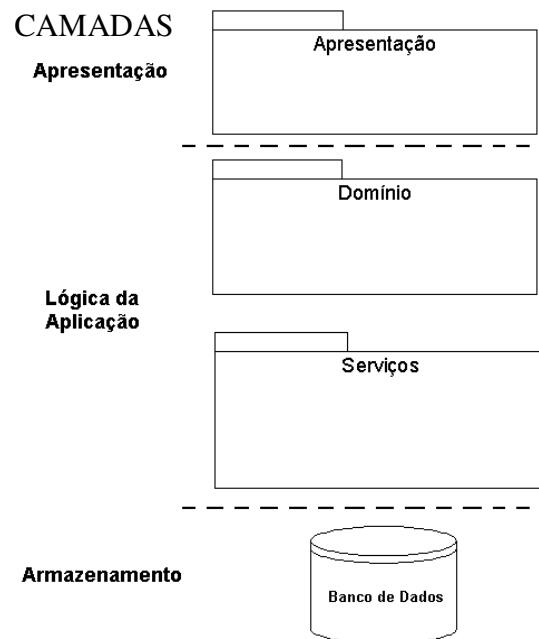 CAMADAS
Apresentação
Apresentação
Domínio
Lógica da
Aplicação
Serviços
Armazenamento
Banco de Dados